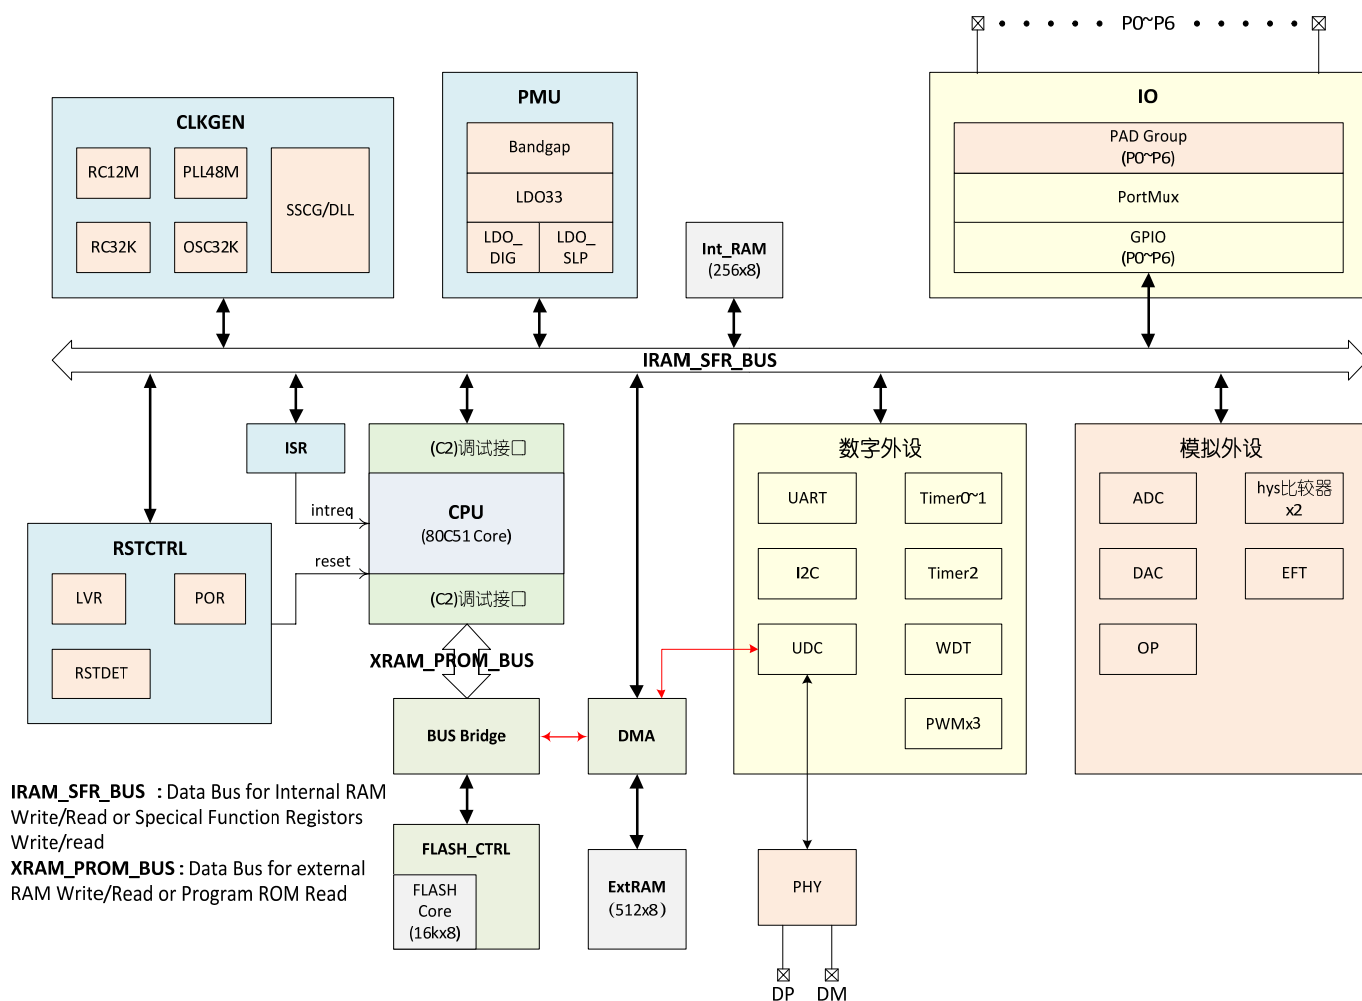 P0~P6
CLKGEN
RC12M
PLL48M
SSCG/DLL
RC32K
OSC32K
PMU
Bandgap
LDO33
LDO_
DIG
LDO_
SLP
Int_RAM
(256x8)
IO
PAD Group
(P0~P6)
PortMux
GPIO
(P0~P6)
IRAM_SFR_BUS
ISR
intreq
reset
(C2)调试接口
CPU
(80C51 Core)
(C2)调试接口
RSTCTRL
LVR
POR
RSTDET
XRAM_PROM_BUS
BUS Bridge
DMA
FLASH_CTRL
FLASH
Core
(16kx8)
ExtRAM
(512x8)
数字外设
UART
Timer0~1
I2C
Timer2
UDC
WDT
PWMx3
模拟外设
ADC
hys比较器
x2
DAC
EFT
OP
PHY
DP
DM
IRAM_SFR_BUS : Data Bus for Internal RAM
Write/Read or Specical Function Registors
Write/read
XRAM_PROM_BUS : Data Bus for external
RAM Write/Read or Program ROM Read